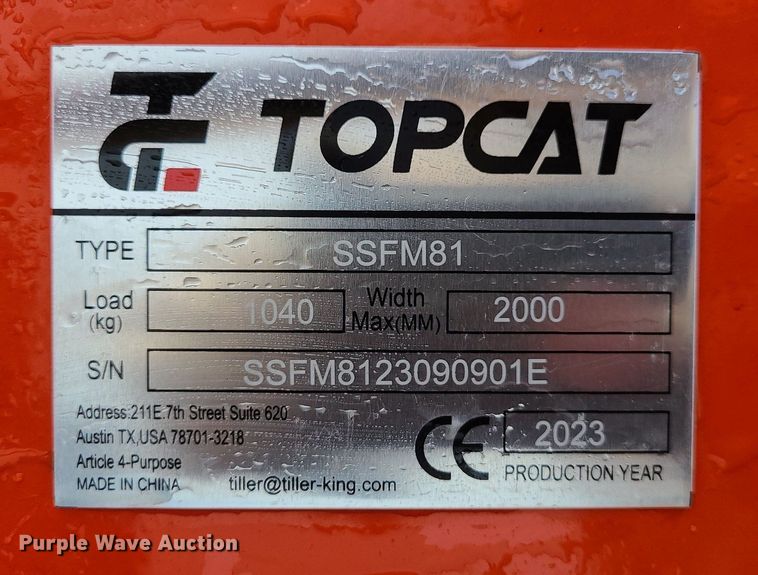 TOPCAT
TYPE SSFM81
Load (kg) 1040 Width Max(MM) 2000
S/N SSFM8123090901E
Address:211E.7th Street Suite 620
Austin TX,USA 78701-3218
Article 4-Purpose
MADE IN CHINA
tiller@tiller-king.com
CE
2023
PRODUCTION YEAR
Purple Wave Auction